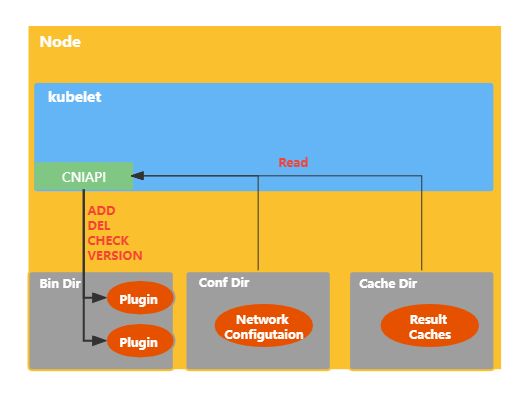 Node
kubelet
CNIAPI
Read
ADD
DEL
CHECK
VERSION
Bin Dir
Plugin
Plugin
Conf Dir
Network
Configutaion
Cache Dir
Result
Caches